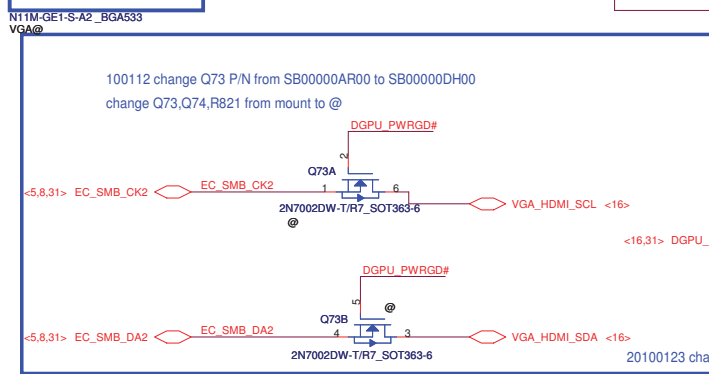 N11M-GE1-S-A2 _BGA533
VGA@
100112 change Q73 P/N from SB00000AR00 to SB00000DH00
change Q73,Q74,R821 from mount to @
DGPU_PWRGD#
2
Q73A
<5,8,31> EC_SMB_CK2 EC_SMB_CK2 1 6
2N7002DW-T/R7_SOT363-6
VGA_HDMI_SCL <16>
@
<16,31> DGPU_
DGPU_PWRGD#
5
@
Q73B
<5,8,31> EC_SMB_DA2 EC_SMB_DA2 4 3 VGA_HDMI_SDA <16>
2N7002DW-T/R7_SOT363-6
20100123 cha